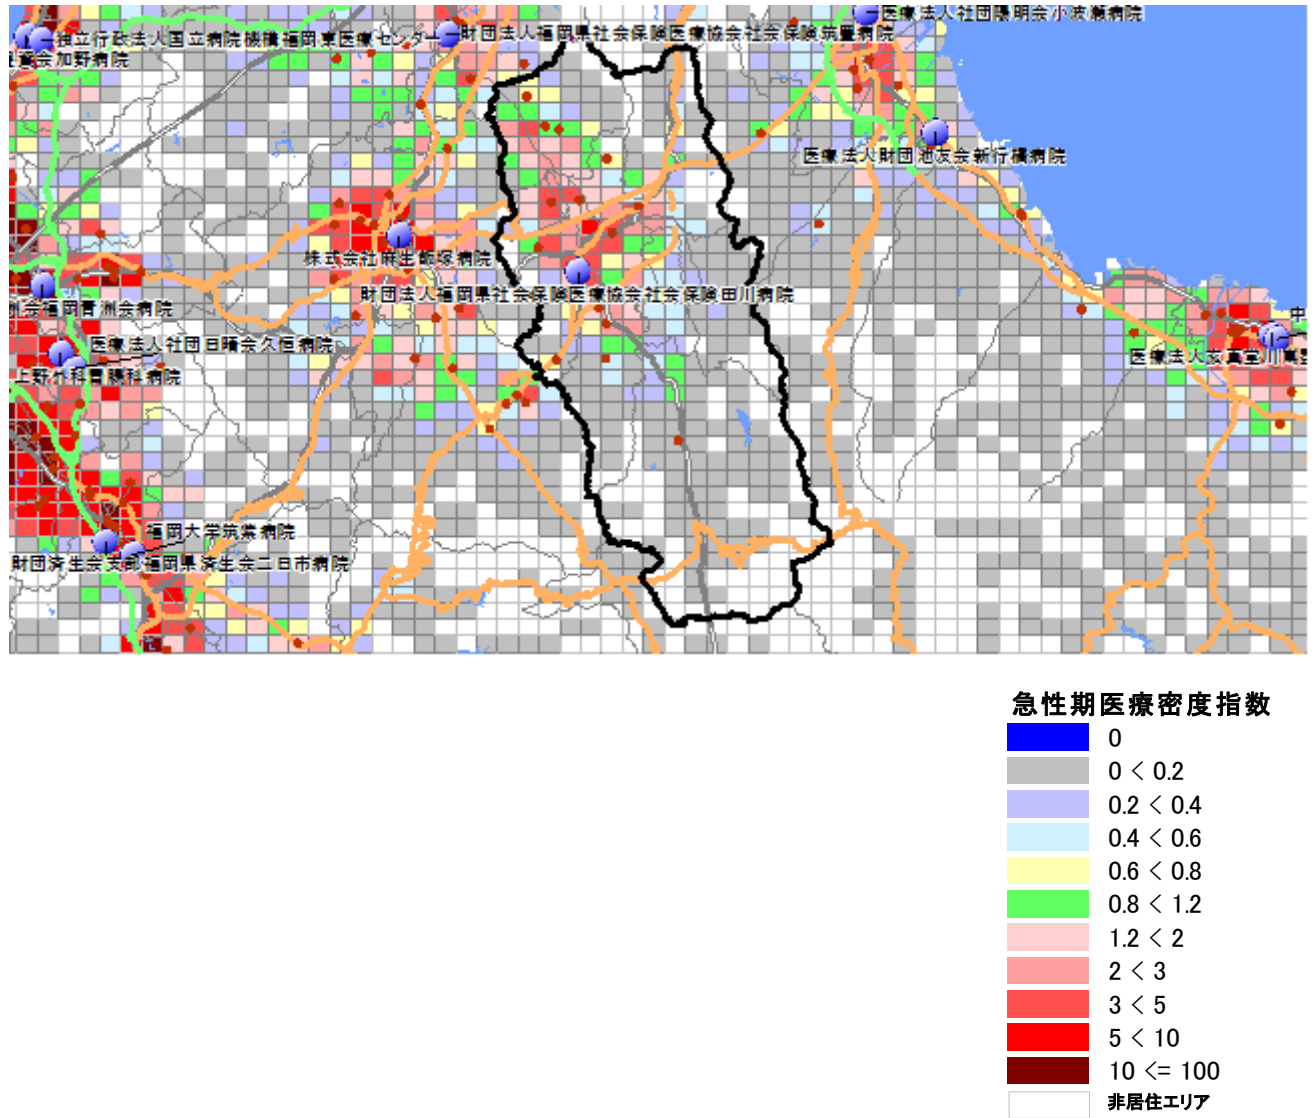 医療法人社団陽明会小波瀬病院
独立行政法人国立病院機構福岡東医療センター
財団法人福岡県社会保険医療協会社会保険筑豊病院
会加野病院
医療法人財団池友会新行橋病院
株式会社麻生飯塚病院
財団法人福岡県社会保険医療協会社会保険田川病院
洲会福岡青洲会病院
中
医療法人社団日晴会久恒病院
医療法人玄真堂川嶌
上野外科胃腸科病院
福岡大学筑紫病院
財団済生会支部福岡県済生会二日市病院
急性期医療密度指数
0
0 < 0.2
0.2 < 0.4
0.4 < 0.6
0.6 < 0.8
0.8 < 1.2
1.2 < 2
2 < 3
3 < 5
5 < 10
10 <= 100
非居住エリア